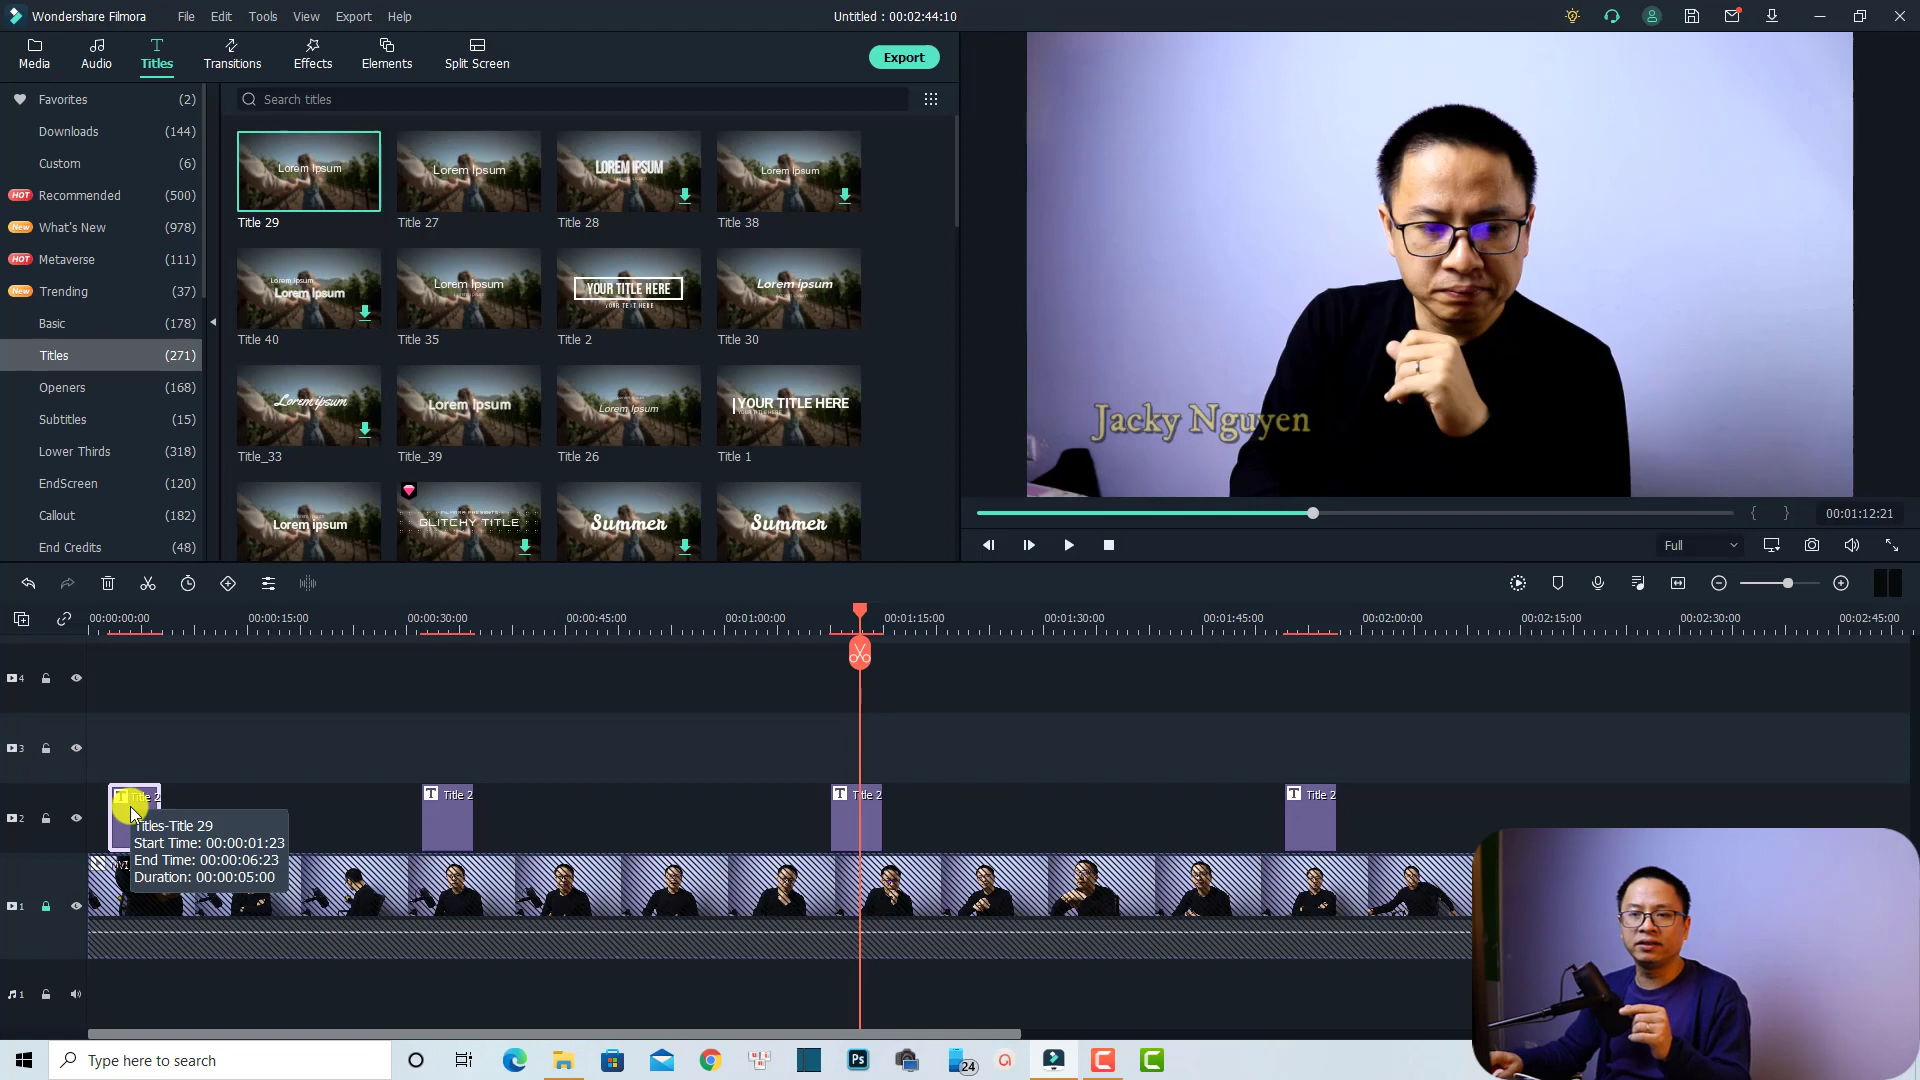 Wondershare Filmora File Edit Tools View Export Help Untitled : 00:02:44:10
Media Audio Titles Transitions Effects Elements Split Screen Export
Favorites (2)
Downloads (144)
Custom (6)
HOT Recommended (500)
New What's New (978)
HOT Metaverse (111)
New Trending (37)
Basic (178)
Titles (271)
Openers (168)
Subtitles (15)
Lower Thirds (318)
EndScreen (120)
Callout (182)
End Credits (48)
Search titles
Lorem Ipsum Lorem Ipsum LOREM IPSUM Lorem Ipsum
Title 29 Title 27 Title 28 Title 38
Lorem ipsum
Lorem Ipsum Lorem Ipsum YOUR TITLE HERE Lorem ipsum
YOUR TEXT HERE
Title 40 Title 35 Title 2 Title 30
Lorem ipsum Lorem Ipsum Lorem Ipsum YOUR TITLE HERE
Title_33 Title_39 Title 26 Title 1
Lorem ipsum GLITCHY TITLE Summer Summer
Jacky Nguyen
00:01:12:21
Full
00:00:00:00 00:00:15:00 00:00:30:00 00:00:45:00 00:01:00:00 00:01:15:00 00:01:30:00 00:01:45:00 00:02:00:00 00:02:15:00 00:02:30:00 00:02:45:00
4
3
2
T Title 2 T Title 2 T Title 2 T Title 2
Titles-Title 29
Start Time: 00:00:01:23
End Time: 00:00:06:23
Duration: 00:00:05:00
1
1
Type here to search Ps 24